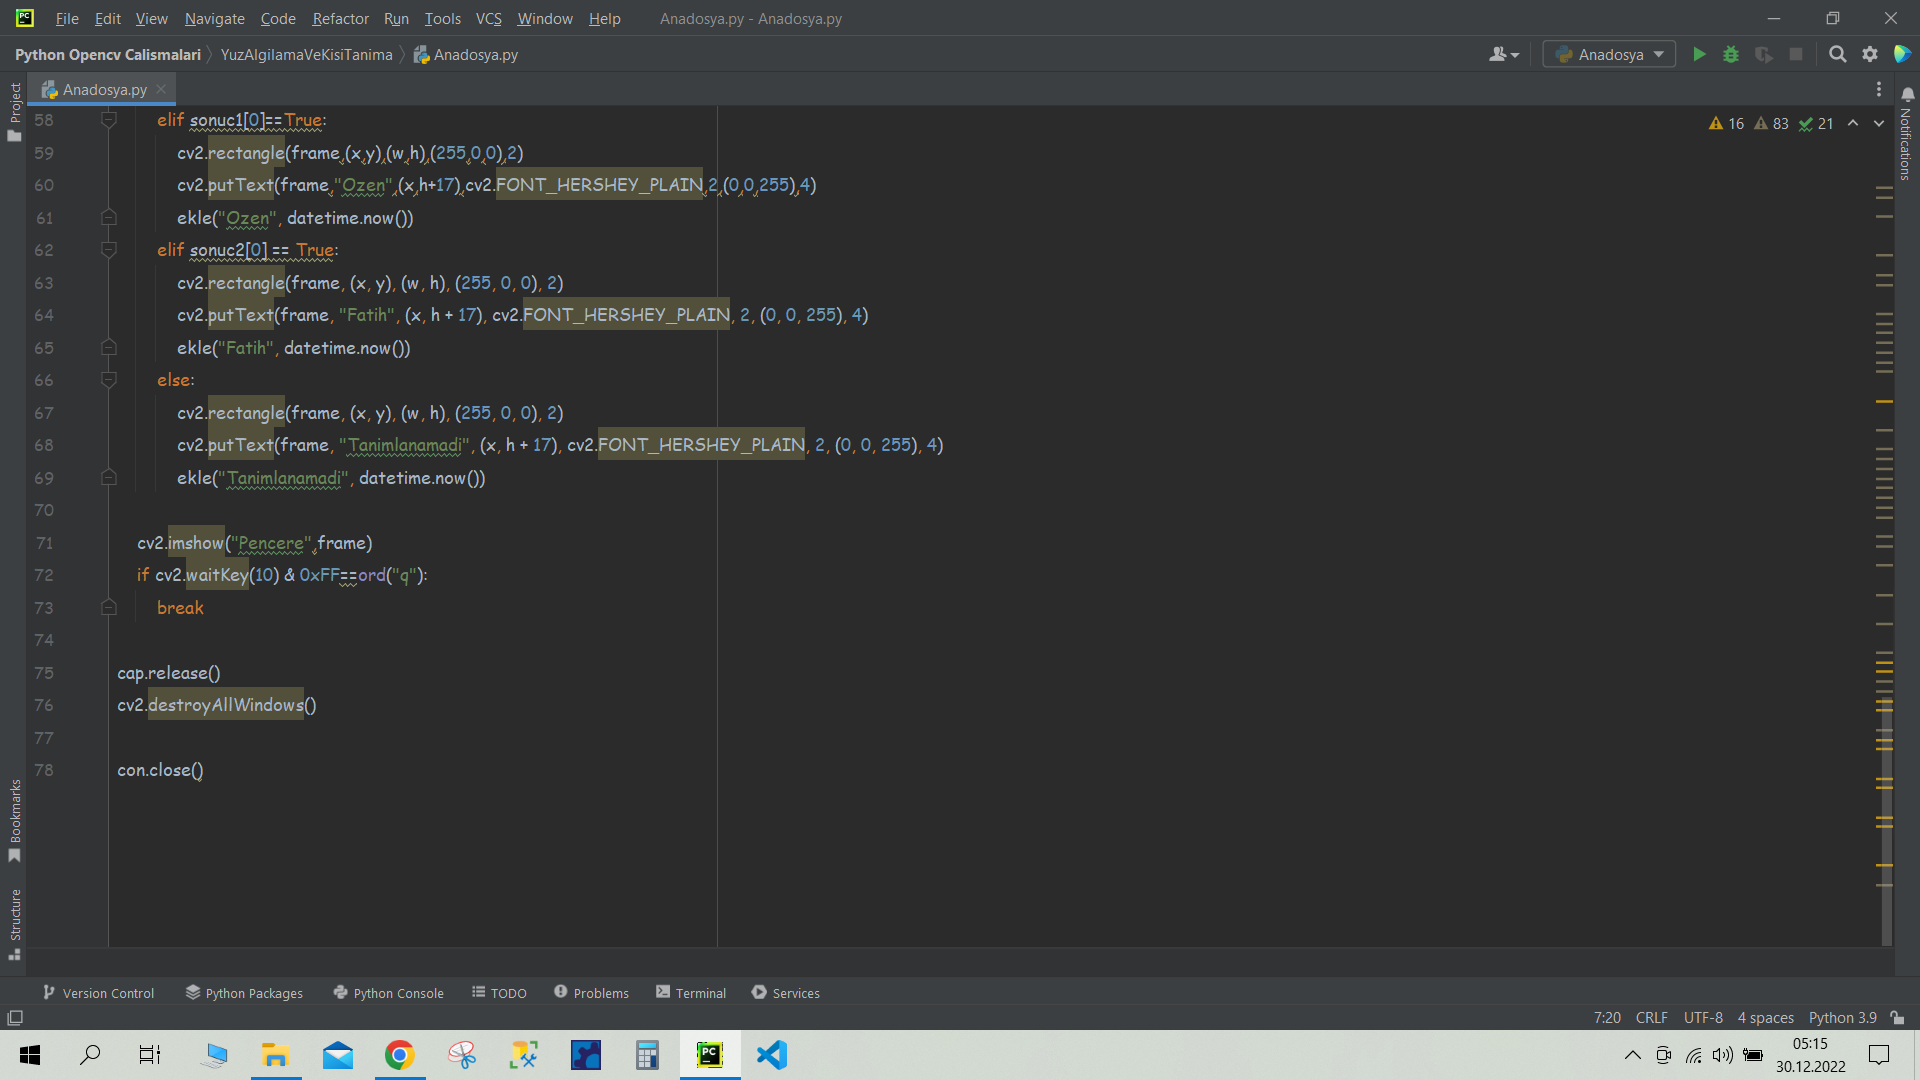 File Edit View Navigate Code Refactor Run Tools VCS Window Help Anadosya.py - Anadosya.py
Python Opencv Calismalari YuzAlgilamaVeKisiTanima Anadosya.py Anadosya
Project
Anadosya.py
Notifications
16 83 21
58 elif sonuc1[0]==True:
59 cv2.rectangle(frame,(x,y),(w,h),(255,0,0),2)
60 cv2.putText(frame,"Ozen",(x,h+17),cv2.FONT_HERSHEY_PLAIN,2,(0,0,255),4)
61 ekle("Ozen", datetime.now())
62 elif sonuc2[0] == True:
63 cv2.rectangle(frame, (x, y), (w, h), (255, 0, 0), 2)
64 cv2.putText(frame, "Fatih", (x, h + 17), cv2.FONT_HERSHEY_PLAIN, 2, (0, 0, 255), 4)
65 ekle("Fatih", datetime.now())
66 else:
67 cv2.rectangle(frame, (x, y), (w, h), (255, 0, 0), 2)
68 cv2.putText(frame, "Tanimlanamadi", (x, h + 17), cv2.FONT_HERSHEY_PLAIN, 2, (0, 0, 255), 4)
69 ekle("Tanimlanamadi", datetime.now())
70
71 cv2.imshow("Pencere",frame)
72 if cv2.waitKey(10) & 0xFF==ord("q"):
73 break
74
75 cap.release()
76 cv2.destroyAllWindows()
77
78 con.close()
Bookmarks
Structure
Version Control Python Packages Python Console TODO Problems Terminal Services
7:20 CRLF UTF-8 4 spaces Python 3.9
PC
05:15
30.12.2022